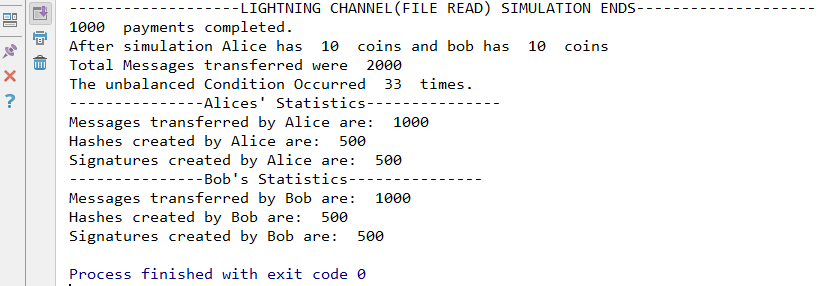 -------------------LIGHTNING CHANNEL(FILE READ) SIMULATION ENDS--------------------
1000  payments completed.
After simulation Alice has  10  coins and bob has  10  coins
Total Messages transferred were  2000
The unbalanced Condition Occurred  33  times.
---------------Alices' Statistics---------------
Messages transferred by Alice are:  1000
Hashes created by Alice are:  500
Signatures created by Alice are:  500
---------------Bob's Statistics---------------
Messages transferred by Bob are:  1000
Hashes created by Bob are:  500
Signatures created by Bob are:  500
Process finished with exit code 0